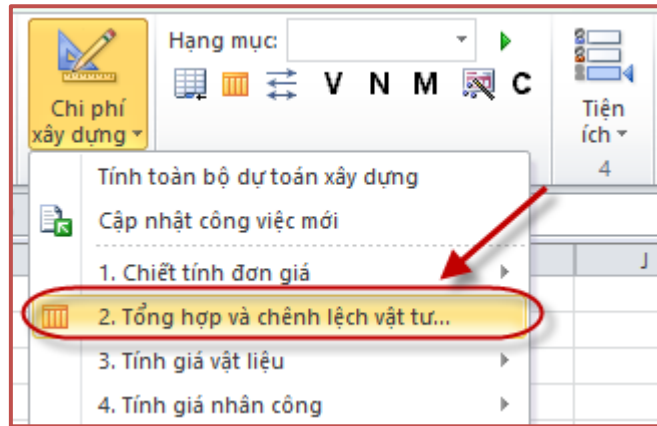 Hạng mục:
V N M C
Chi phí
xây dựng
Tiện
ích
4
Tính toàn bộ dự toán xây dựng
Cập nhật công việc mới
1. Chiết tính đơn giá
J
2. Tổng hợp và chênh lệch vật tư...
3. Tính giá vật liệu
4. Tính giá nhân công